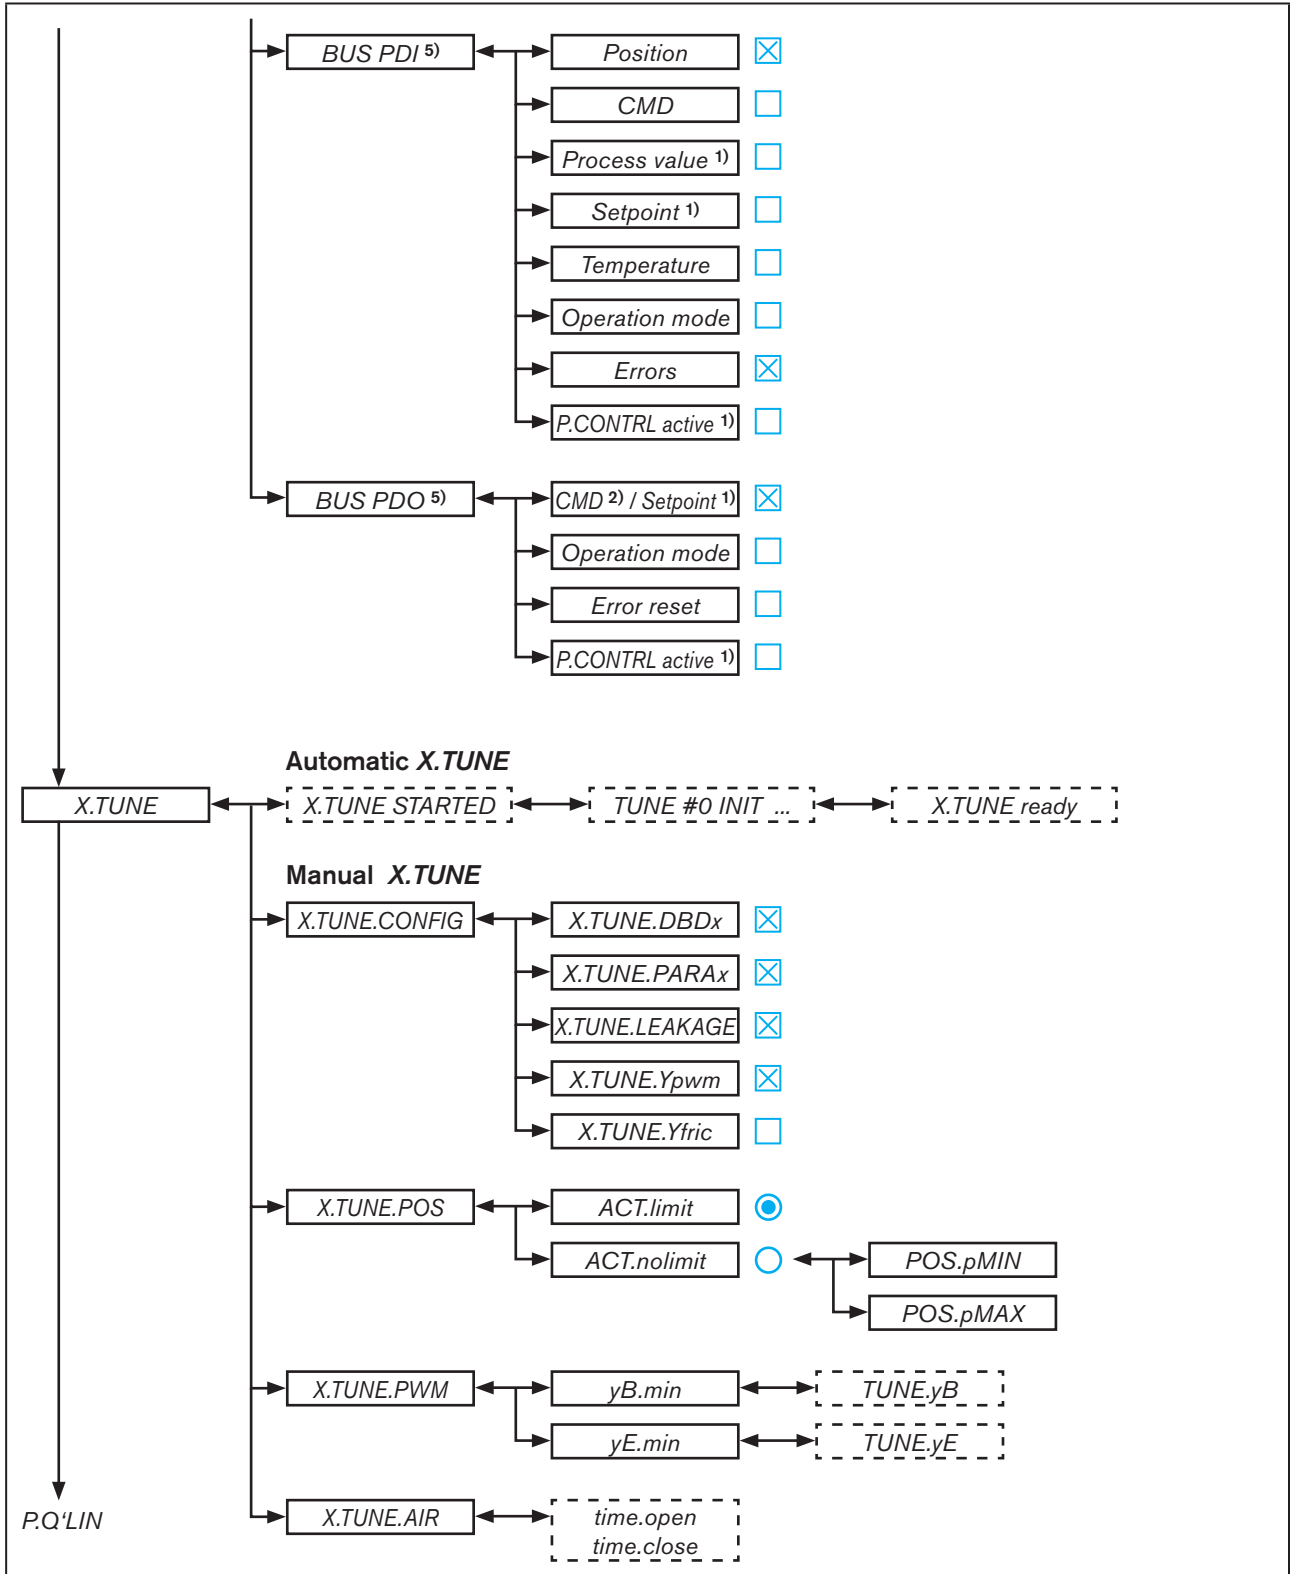 BUS PDI 5)
Position
CMD
Process value 1)
Setpoint 1)
Temperature
Operation mode
Errors
P.CONTRL active 1)
BUS PDO 5)
CMD 2) / Setpoint 1)
Operation mode
Error reset
P.CONTRL active 1)
Automatic X.TUNE
X.TUNE
X.TUNE STARTED
TUNE #0 INIT ...
X.TUNE ready
Manual X.TUNE
X.TUNE.CONFIG
X.TUNE.DBDx
X.TUNE.PARAx
X.TUNE.LEAKAGE
X.TUNE.Ypwm
X.TUNE.Yfric
X.TUNE.POS
ACT.limit
ACT.nolimit
POS.pMIN
POS.pMAX
X.TUNE.PWM
yB.min
TUNE.yB
yE.min
TUNE.yE
X.TUNE.AIR
time.open
time.close
P.Q‘LIN